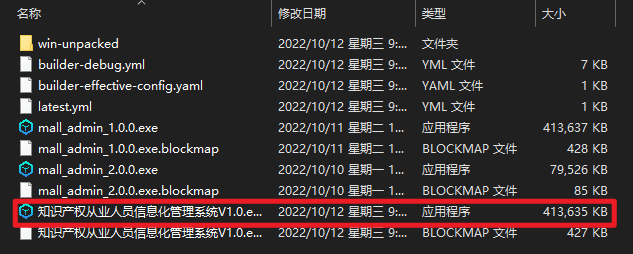 名称 修改日期 类型 大小
win-unpacked 2022/10/12 星期三 9:... 文件夹
builder-debug.yml 2022/10/12 星期三 9:... YML 文件 7 KB
builder-effective-config.yaml 2022/10/12 星期三 9:... YAML 文件 1 KB
latest.yml 2022/10/12 星期三 9:... YML 文件 1 KB
mall_admin_1.0.0.exe 2022/10/11 星期二 1... 应用程序 413,637 KB
mall_admin_1.0.0.exe.blockmap 2022/10/11 星期二 1... BLOCKMAP 文件 428 KB
mall_admin_2.0.0.exe 2022/10/10 星期一 1... 应用程序 79,526 KB
mall_admin_2.0.0.exe.blockmap 2022/10/10 星期一 1... BLOCKMAP 文件 85 KB
知识产权从业人员信息化管理系统V1.0.e... 2022/10/12 星期三 9:... 应用程序 413,635 KB
知识产权从业人员信息化管理系统V1.0.e... 2022/10/12 星期三 9:... BLOCKMAP 文件 427 KB